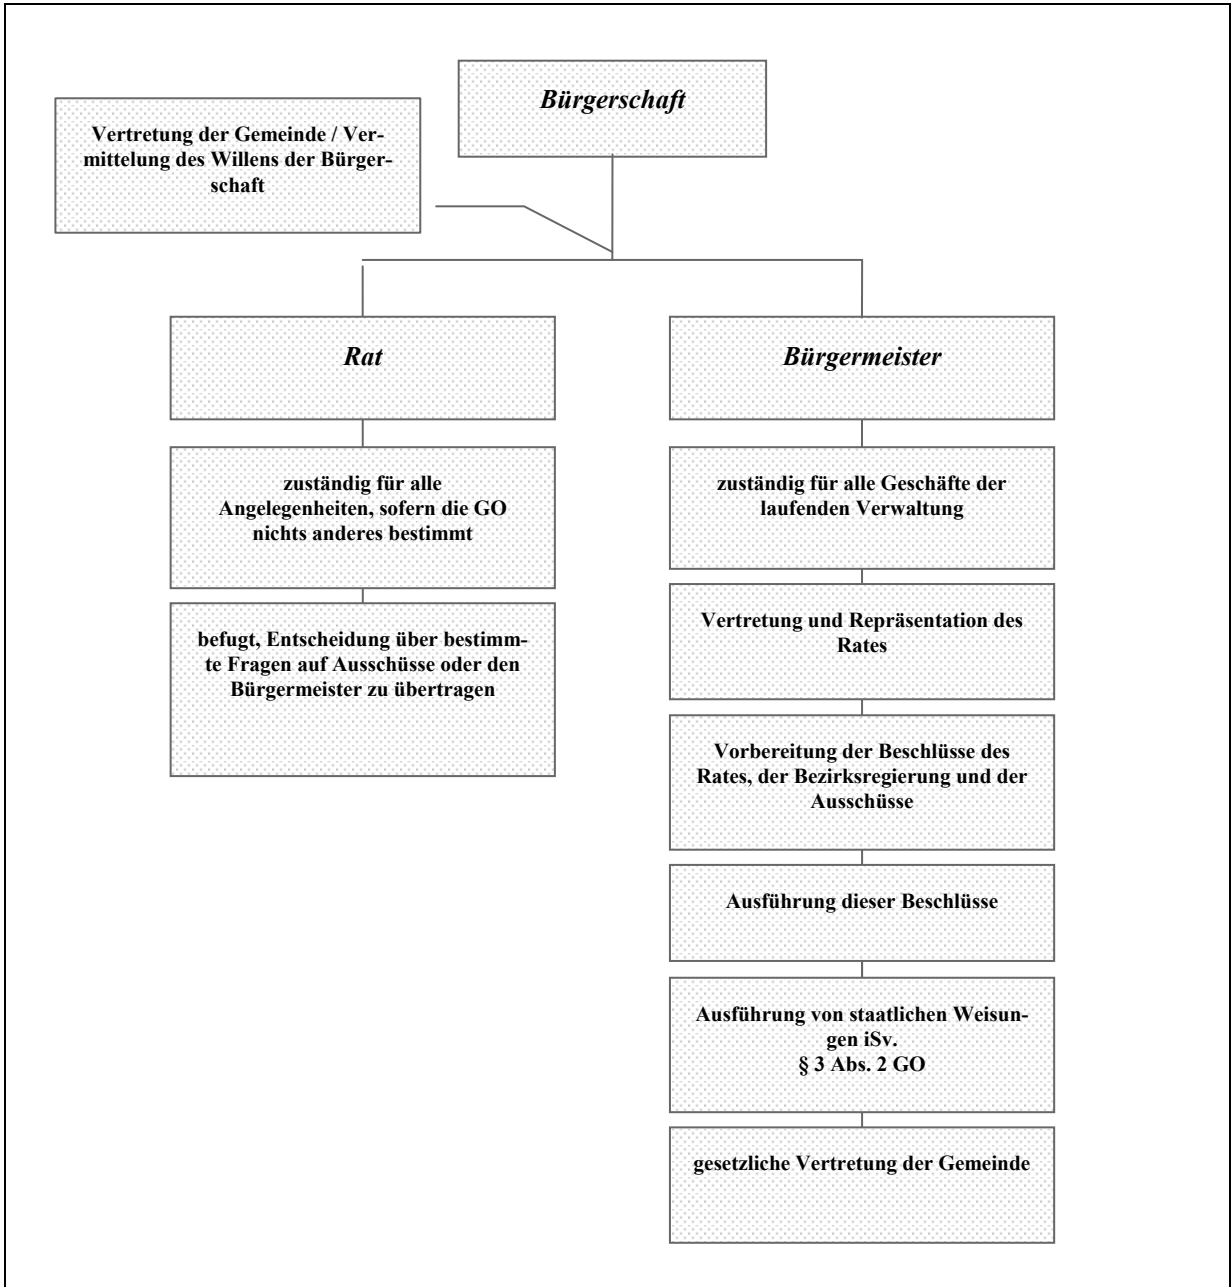 Bürgerschaft
Vertretung der Gemeinde / Ver-
mittelung des Willens der Bürger-
schaft
Rat
zuständig für alle
Angelegenheiten, sofern die GO
nichts anderes bestimmt
befugt, Entscheidung über bestimm-
te Fragen auf Ausschüsse oder den
Bürgermeister zu übertragen
Bürgermeister
zuständig für alle Geschäfte der
laufenden Verwaltung
Vertretung und Repräsentation des
Rates
Vorbereitung der Beschlüsse des
Rates, der Bezirksregierung und der
Ausschüsse
Ausführung dieser Beschlüsse
Ausführung von staatlichen Weisun-
gen iSv.
§ 3 Abs. 2 GO
gesetzliche Vertretung der Gemeinde